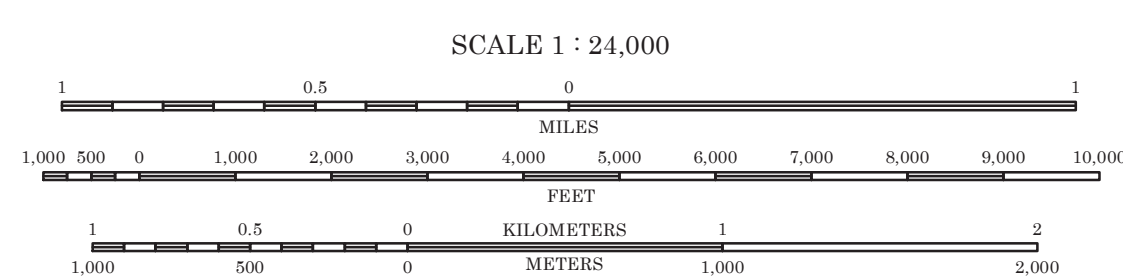 SCALE 1 : 24,000
1 0.5 0 1
MILES
1,000 500 0 1,000 2,000 3,000 4,000 5,000 6,000 7,000 8,000 9,000 10,000
FEET
1 0.5 0 KILOMETERS 1 2
1,000 500 0 METERS 1,000 2,000